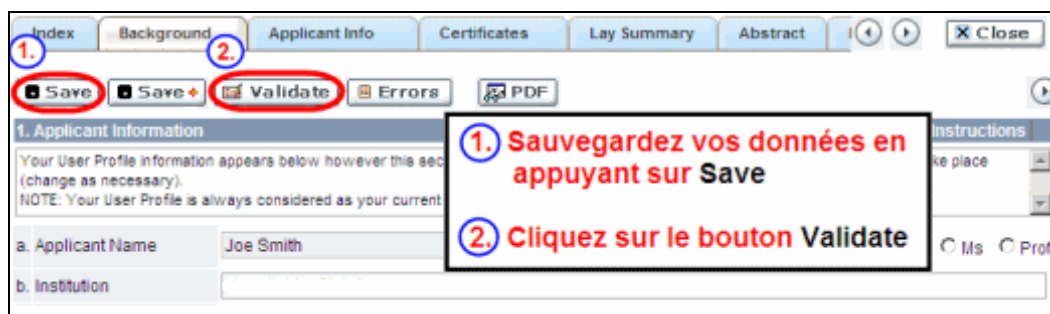 Index Background Applicant Info Certificates Lay Summary Abstract Close
1. 2.
Save Save+ Validate Errors PDF
1. Applicant Information Instructions
Your User Profile information appears below however this sec ke place
(change as necessary).
NOTE: Your User Profile is always considered as your current
1. Sauvegardez vos données en
appuyant sur Save
2. Cliquez sur le bouton Validate
a. Applicant Name Joe Smith Ms Prof
b. Institution